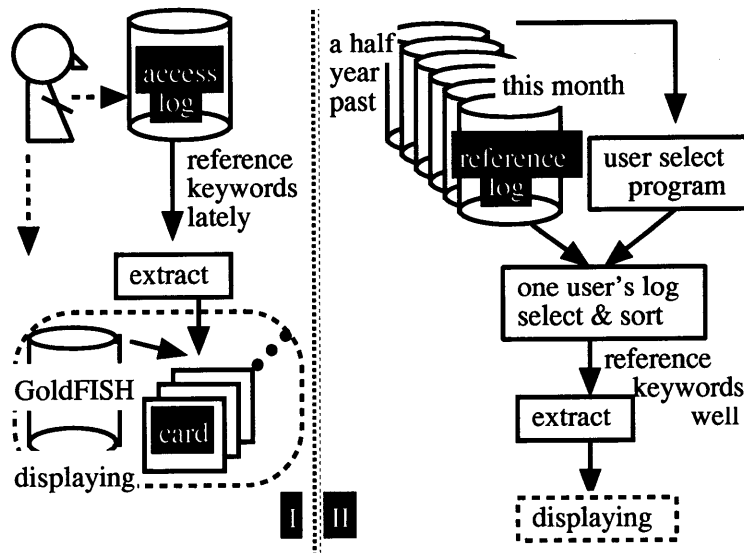 access
log
reference
keywords
lately
extract
GoldFISH
card
displaying
I
II
a half
year
past
this month
reference
log
user select
program
one user's log
select & sort
reference
keywords
well
extract
displaying